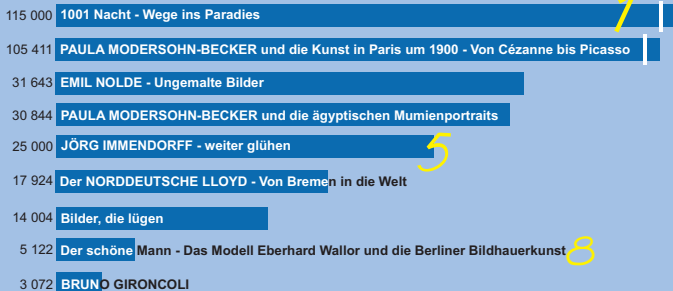 115 000 1001 Nacht - Wege ins Paradies 7
105 411 PAULA MODERSOHN-BECKER und die Kunst in Paris um 1900 - Von Cézanne bis Picasso
31 643 EMIL NOLDE - Ungemalte Bilder
30 844 PAULA MODERSOHN-BECKER und die ägyptischen Mumienportraits
25 000 JÖRG IMMENDORFF - weiter glühen 5
17 924 Der NORDDEUTSCHE LLOYD - Von Bremen in die Welt
14 004 Bilder, die lügen
5 122 Der schöne Mann - Das Modell Eberhard Wallor und die Berliner Bildhauerkunst 8
3 072 BRUNO GIRONCOLI